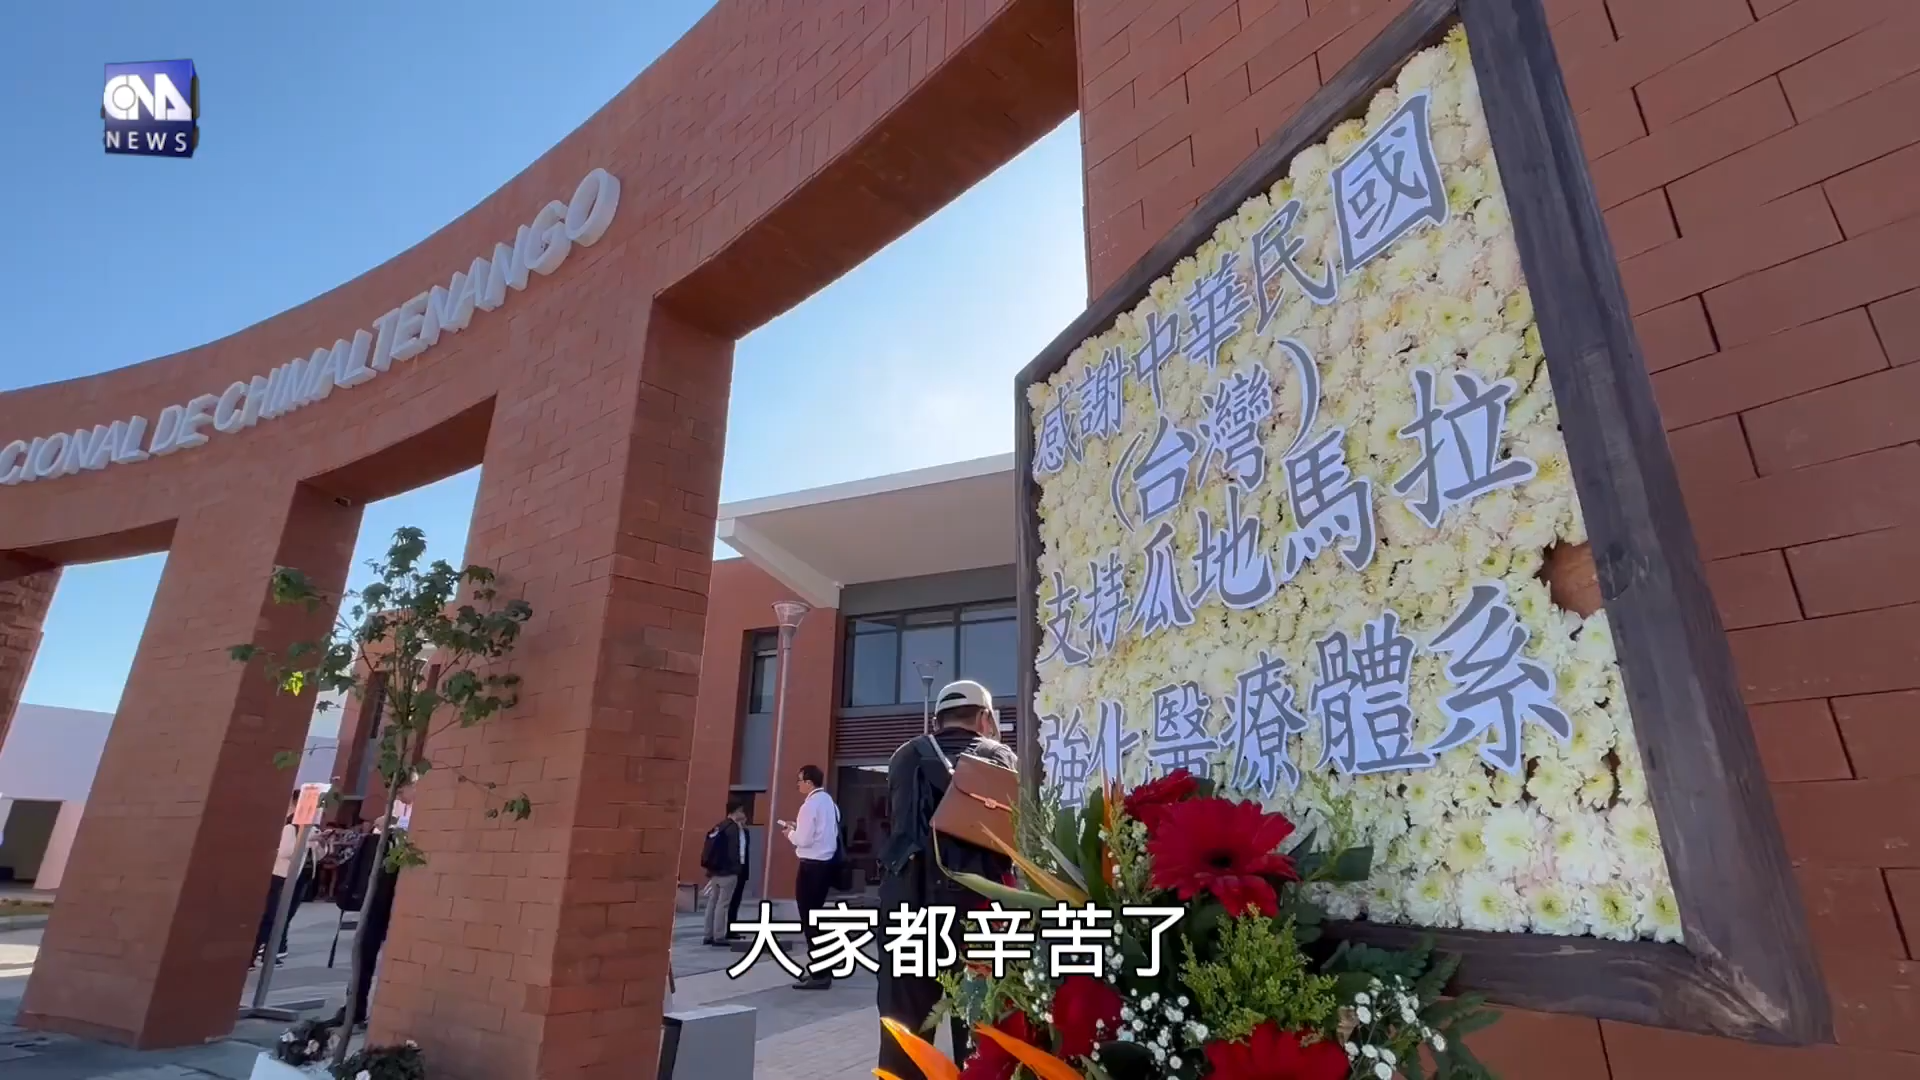 CNA
NEWS
CIONAL DE CHIMALTENANGO
感謝中華民國
(台灣)
支持瓜地馬拉
強化醫療體系
大家都辛苦了